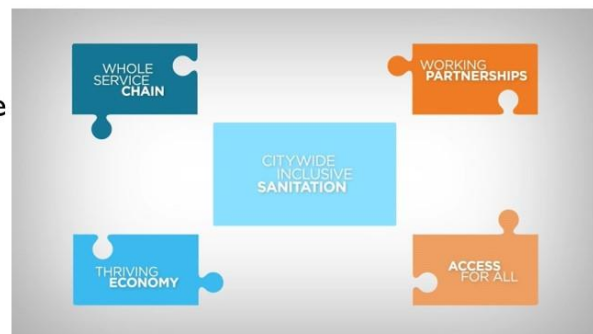 e
WHOLE
SERVICE
CHAIN
WORKING
PARTNERSHIPS
CITYWIDE
INCLUSIVE
SANITATION
THRIVING
ECONOMY
ACCESS
FOR ALL